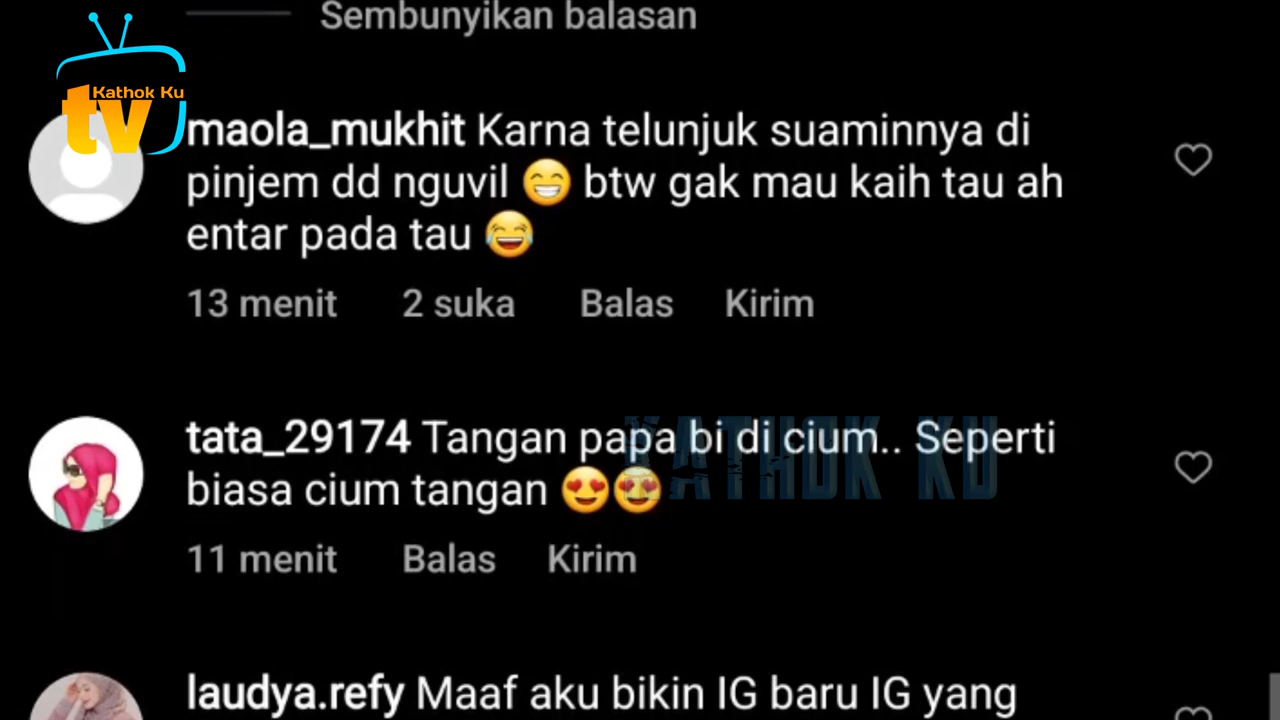 Sembunyikan balasan
Kathok Ku
tv
maola_mukhit Karna telunjuk suaminnya di
pinjem dd nguvil 😁 btw gak mau kaih tau ah
entar pada tau 😂
13 menit 2 suka Balas Kirim
tata_29174 Tangan papa bi di cium.. Seperti
biasa cium tangan 😍😍
KATHOK KU
11 menit Balas Kirim
laudya.refy Maaf aku bikin IG baru IG yang